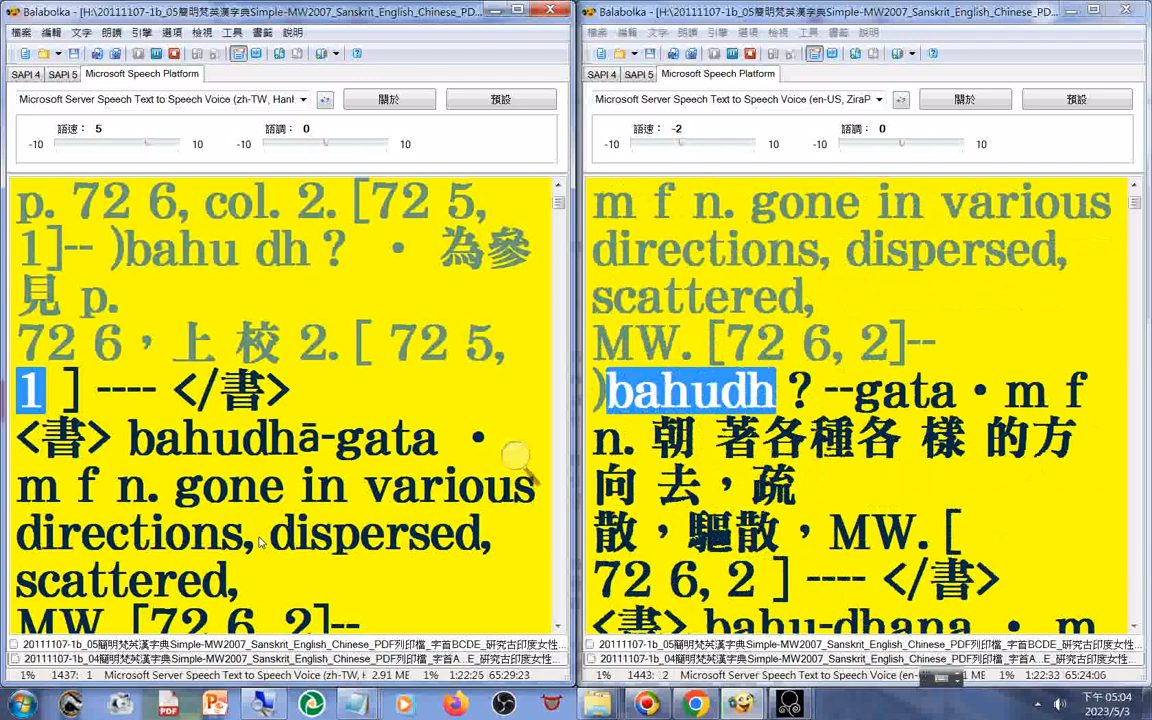 Balabolka - [H:\20111107-1b_05簡明梵英漢字典Simple-MW2007_Sanskrit_English_Chinese_PD...
檔案 編輯 文字 朗讀 引擎 選項 檢視 工具 書籤 說明
SAPI 4 SAPI 5 Microsoft Speech Platform
Microsoft Server Speech Text to Speech Voice (zh-TW, Hanl 關於 預設
語速： 5 語調： 0
-10 10 -10 10
p. 72 6, col. 2. [72 5,
1]-- )bahu dh？ • 為參
見 p.
72 6，上 校 2. [ 72 5,
1 ] ---- </書>
<書> bahudhā-gata •
m f n. gone in various
directions, dispersed,
scattered,
MW. [72 6, 2]--
20111107-1b_05簡明梵英漢字典Simple-MW2007_Sanskrit_English_Chinese_PDF列印檔_字首BCDE_研究古印度女性...
20111107-1b_04簡明梵英漢字典Simple-MW2007_Sanskrit_English_Chinese_PDF列印檔_字首A...E_研究古印度女性...
1% 1437: 1 Microsoft Server Speech Text to Speech Voice (zh-TW, H 2.91 MB 1% 1:22:25 65:29:23
Balabolka - [H:\20111107-1b_05簡明梵英漢字典Simple-MW2007_Sanskrit_English_Chinese_PD...
檔案 編輯 文字 朗讀 引擎 選項 檢視 工具 書籤 說明
SAPI 4 SAPI 5 Microsoft Speech Platform
Microsoft Server Speech Text to Speech Voice (en-US, ZiraP 關於 預設
語速： -2 語調： 0
-10 10 -10 10
m f n. gone in various
directions, dispersed,
scattered,
MW. [72 6, 2]--
)bahudh？--gata • m f
n. 朝 著各種各 樣 的方
向 去，疏
散，驅散，MW. [
72 6, 2 ] ---- </書>
<書> bahu-dhana • m
20111107-1b_05簡明梵英漢字典Simple-MW2007_Sanskrit_English_Chinese_PDF列印檔_字首BCDE_研究古印度女性...
20111107-1b_04簡明梵英漢字典Simple-MW2007_Sanskrit_English_Chinese_PDF列印檔_字首A...E_研究古印度女性...
1% 1443: 2 Microsoft Server Speech Text to Speech Voice (en-US, 1 MB 1% 1:22:33 65:24:06
下午 05:04
2023/5/3